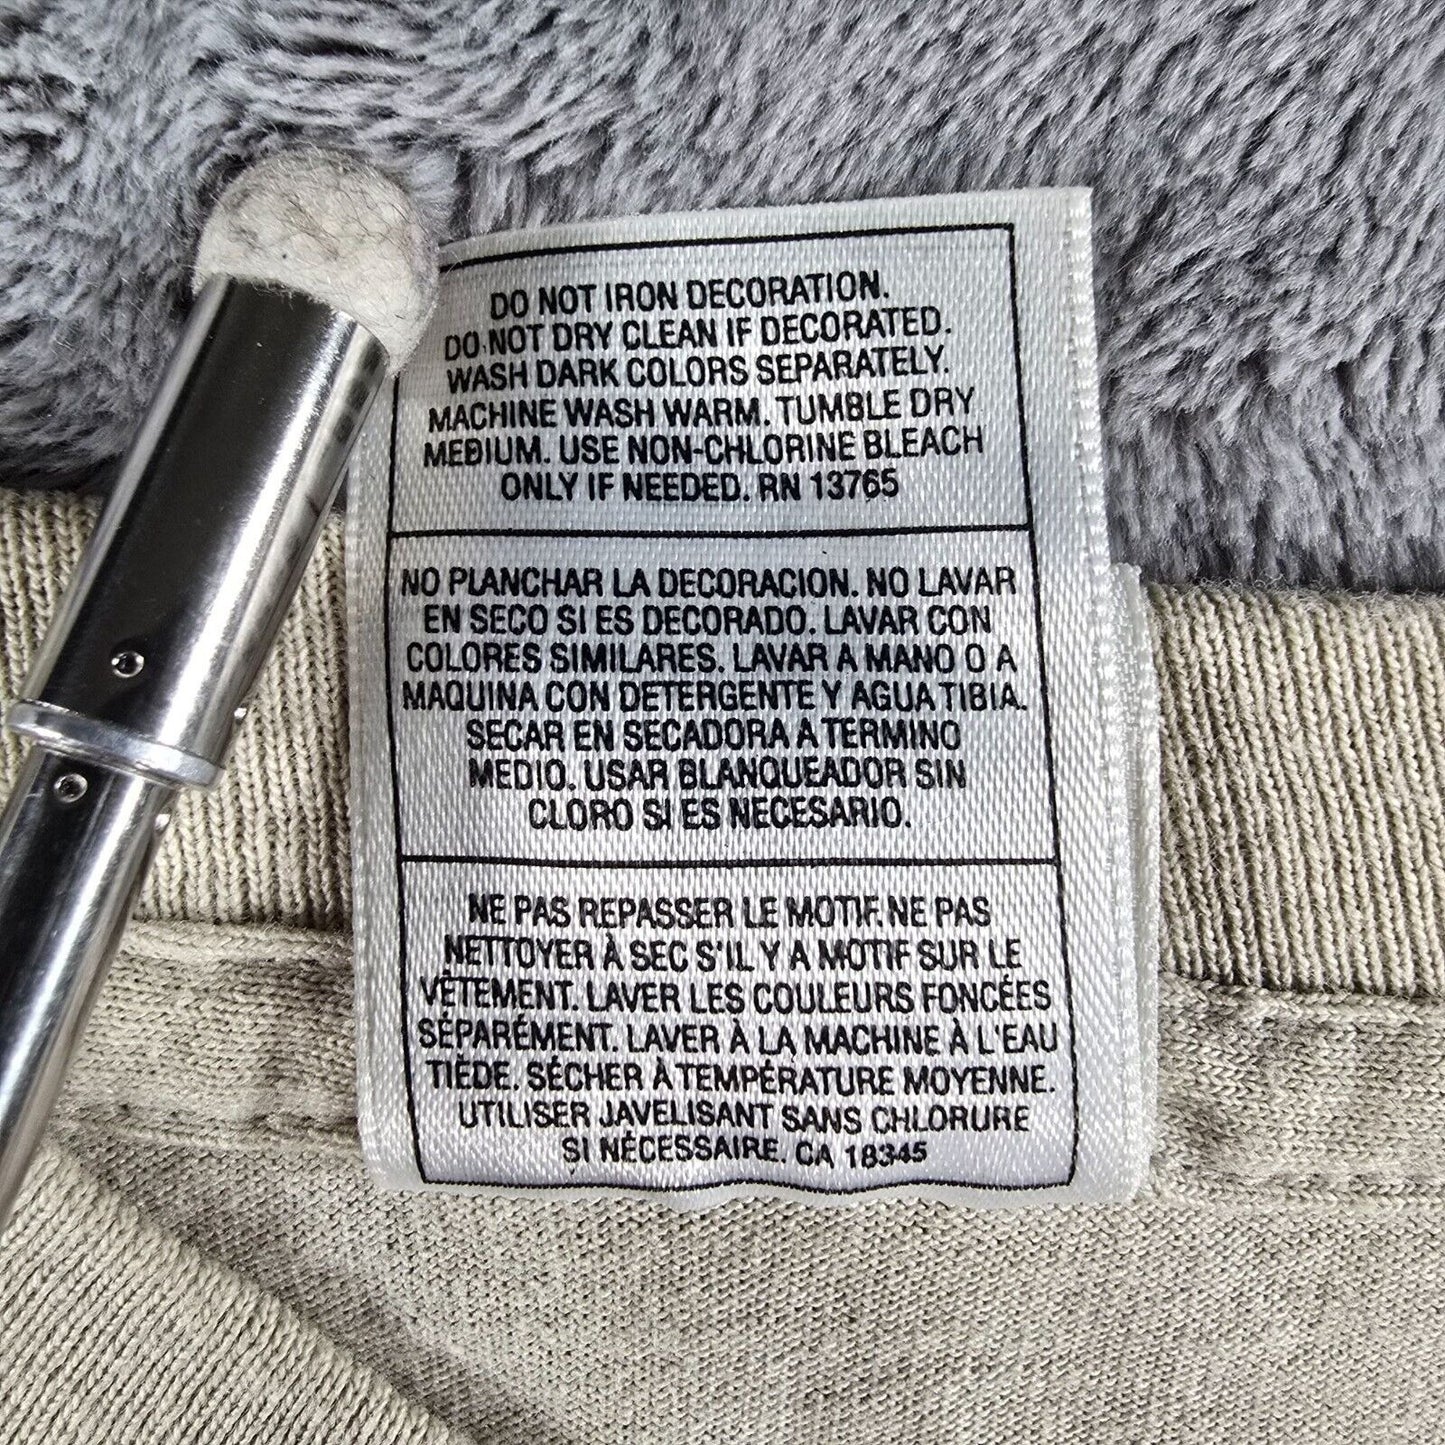 DO NOT IRON DECORATION.
DO NOT DRY CLEAN IF DECORATED.
WASH DARK COLORS SEPARATELY.
MACHINE WASH WARM. TUMBLE DRY
MEDIUM. USE NON-CHLORINE BLEACH
ONLY IF NEEDED. RN 13765
NO PLANCHAR LA DECORACION. NO LAVAR
EN SECO SI ES DECORADO. LAVAR CON
COLORES SIMILARES. LAVAR A MANO O A
MAQUINA CON DETERGENTE Y AGUA TIBIA.
SECAR EN SECADORA A TERMINO
MEDIO. USAR BLANQUEADOR SIN
CLORO SI ES NECESARIO.
NE PAS REPASSER LE MOTIF. NE PAS
NETTOYER À SEC S'IL Y A MOTIF SUR LE
VÊTEMENT. LAVER LES COULEURS FONCÉES
SÉPARÉMENT. LAVER À LA MACHINE À L'EAU
TIÈDE. SÉCHER À TEMPÉRATURE MOYENNE.
UTILISER JAVELISANT SANS CHLORURE
SI NÉCESSAIRE. CA 18345